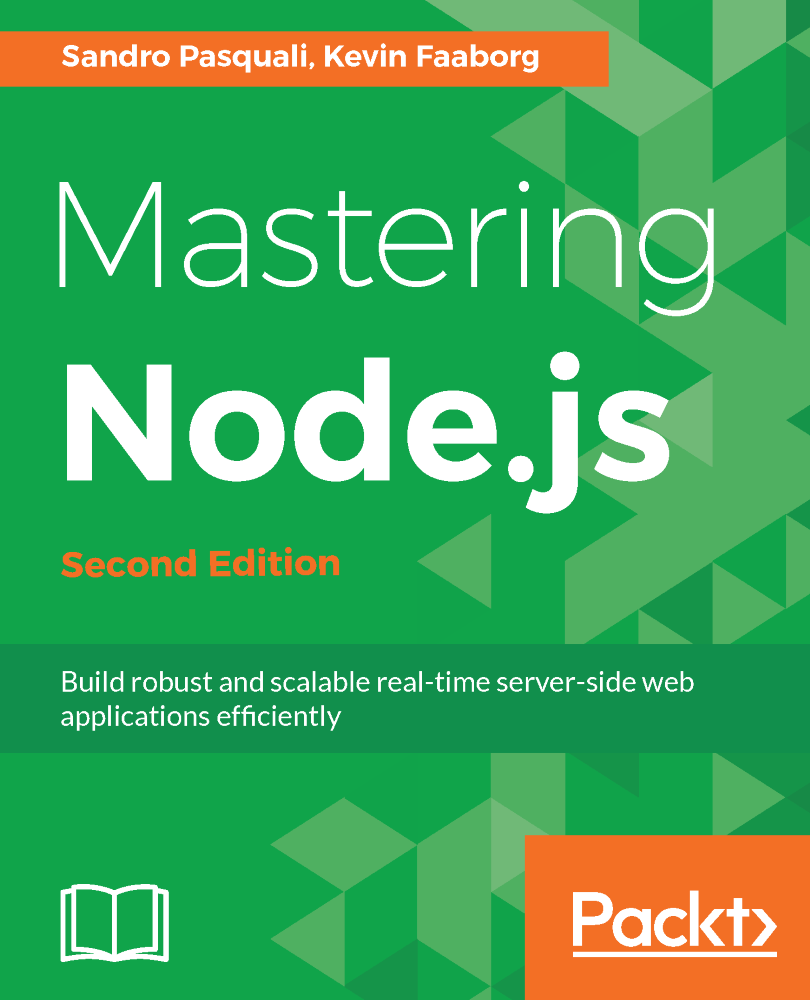 Sandro Pasquali, Kevin Faaborg
Mastering
Node.js
Second Edition
Build robust and scalable real-time server-side web
applications efficiently
Packt>